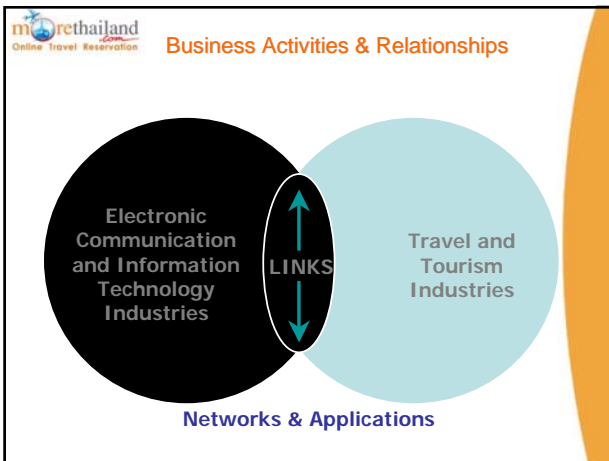 morethailand
.com
Online Travel Reservation
Business Activities & Relationships
Electronic
Communication
and Information
Technology
Industries
LINKS
Travel and
Tourism
Industries
Networks & Applications